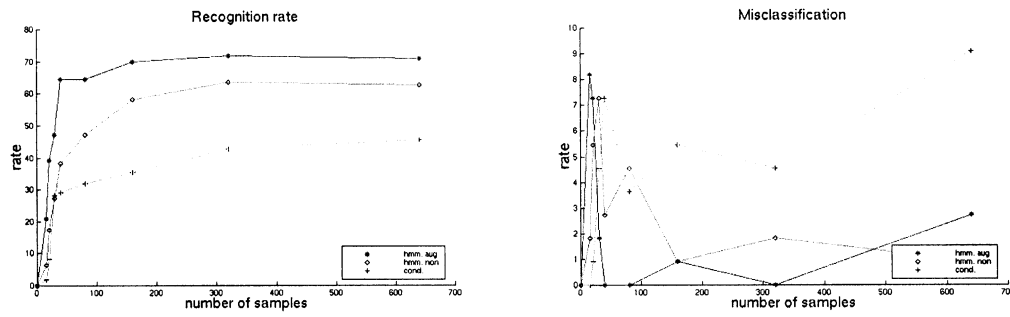 Recognition rate
80
70
60
50
40
30
20
10
0
rate
0 100 200 300 400 500 600 700
number of samples
hmm. aug
hmm. non
cond.
Misclassification
10
9
8
7
6
5
4
3
2
1
0
rate
0 100 200 300 400 500 600 70
number of samples
hmm. aug
hmm. non
cond.